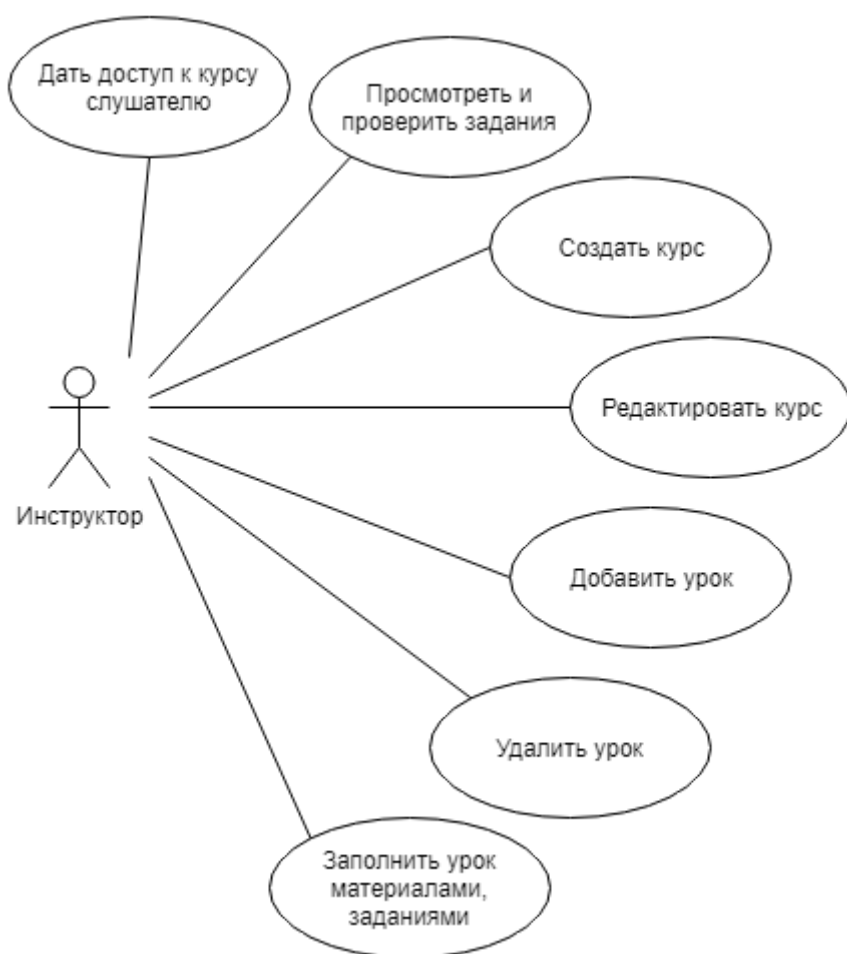 Дать доступ к курсу
слушателю
Просмотреть и
проверить задания
Создать курс
Редактировать курс
Инструктор
Добавить урок
Удалить урок
Заполнить урок
материалами,
заданиями